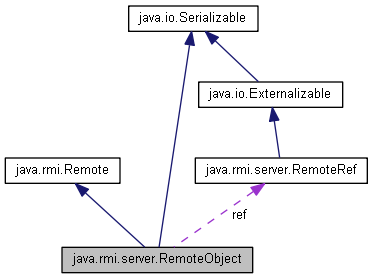 java.io.Serializable
java.io.Externalizable
java.rmi.Remote
java.rmi.server.RemoteRef
ref
java.rmi.server.RemoteObject